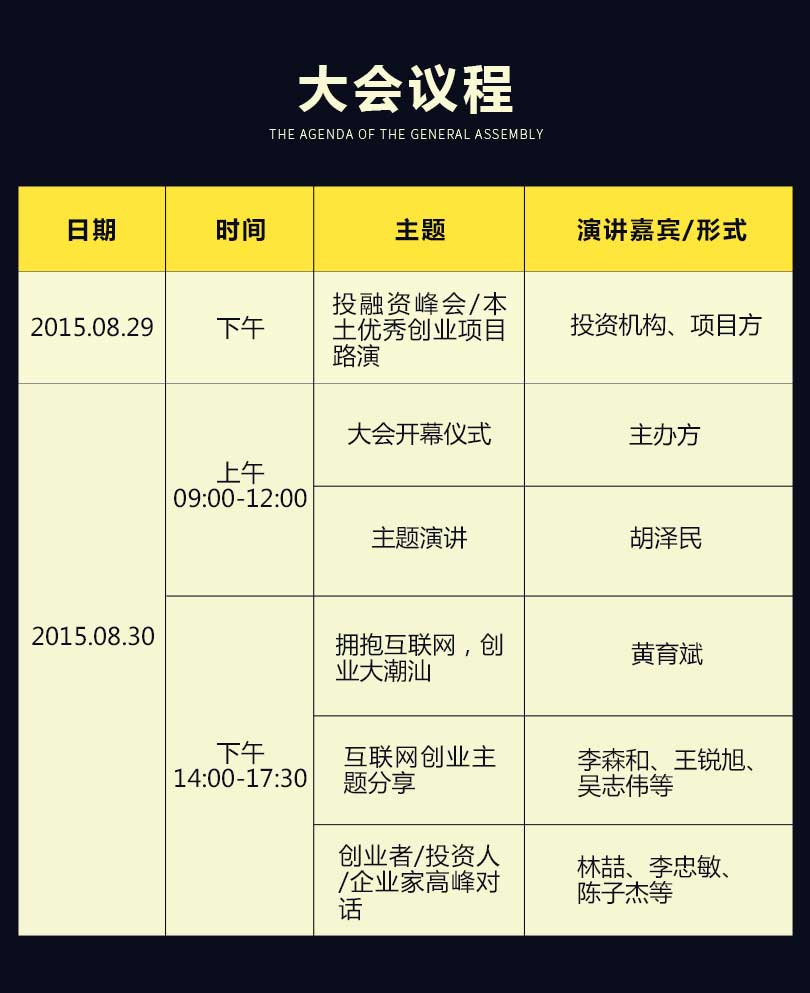 大会议程
THE AGENDA OF THE GENERAL ASSEMBLY
日期
时间
主题
演讲嘉宾/形式
2015.08.29
下午
投融资峰会/本
土优秀创业项目
路演
投资机构、项目方
2015.08.30
上午
09:00-12:00
大会开幕仪式
主办方
主题演讲
胡泽民
下午
14:00-17:30
拥抱互联网，创
业大潮汕
黄育斌
互联网创业主
题分享
李森和、王锐旭、
吴志伟等
创业者/投资人
/企业家高峰对
话
林喆、李忠敏、
陈子杰等